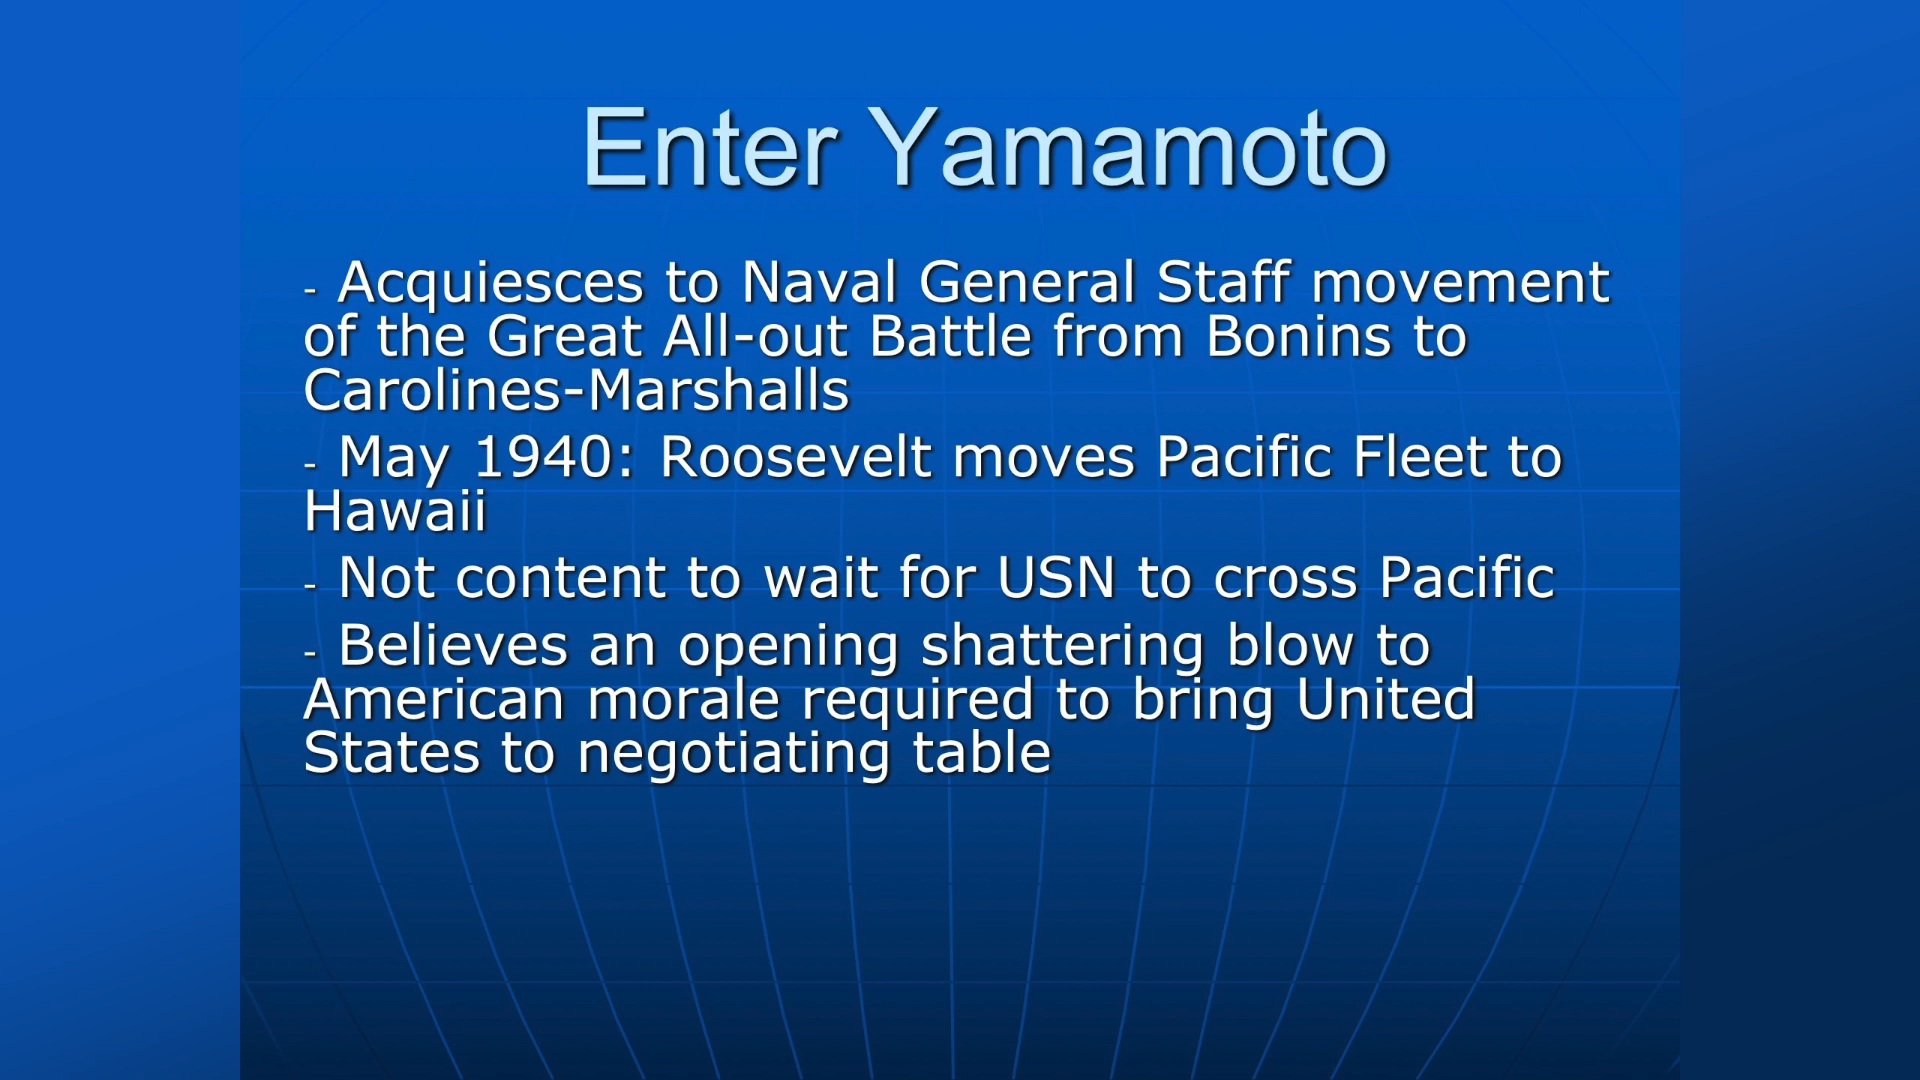 Enter Yamamoto
- Acquiesces to Naval General Staff movement
of the Great All-out Battle from Bonins to
Carolines-Marshalls
- May 1940: Roosevelt moves Pacific Fleet to
Hawaii
- Not content to wait for USN to cross Pacific
- Believes an opening shattering blow to
American morale required to bring United
States to negotiating table